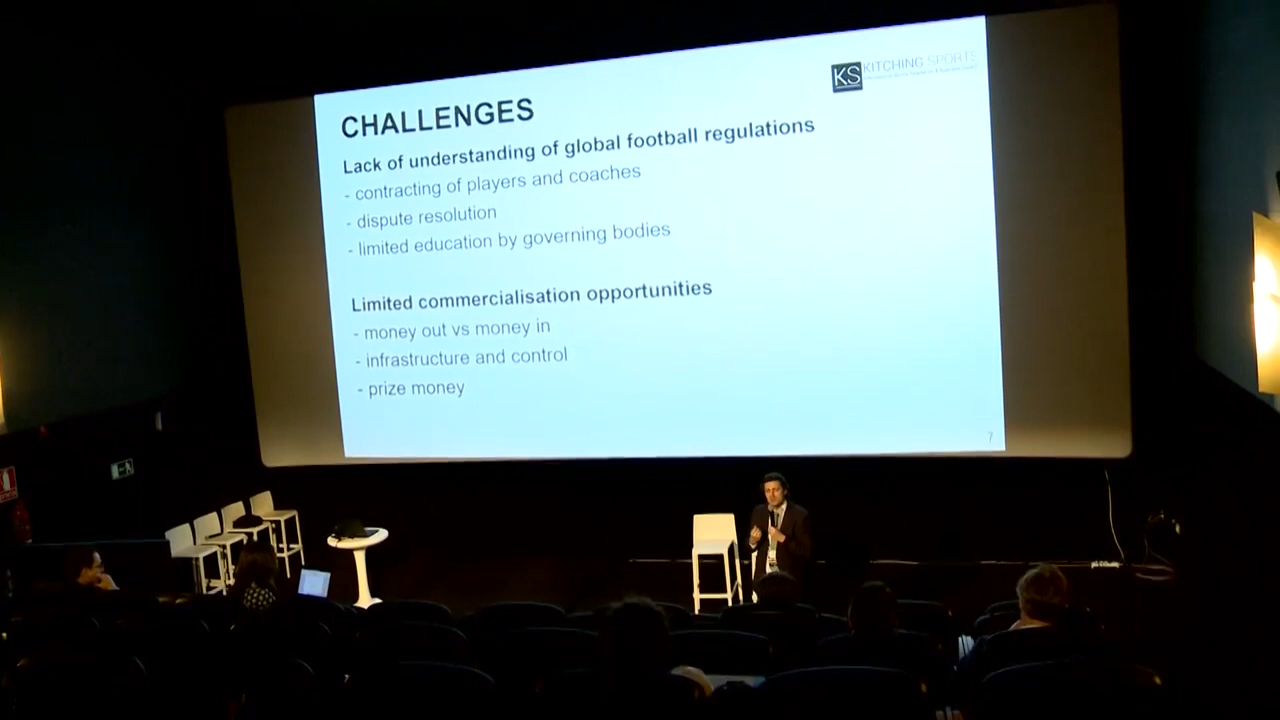 KS KITCHING SPORTS
CHALLENGES
Lack of understanding of global football regulations
- contracting of players and coaches
- dispute resolution
- limited education by governing bodies
Limited commercialisation opportunities
- money out vs money in
- infrastructure and control
- prize money
7